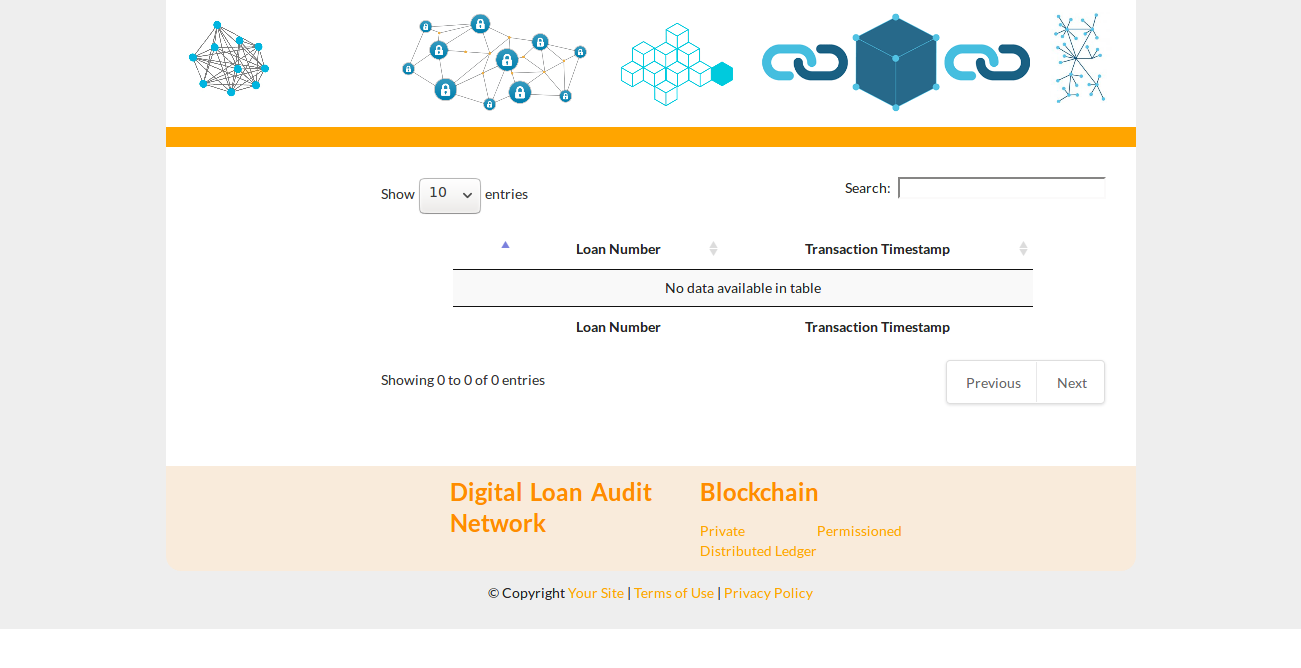 Show 10 entries
Search:
Loan Number Transaction Timestamp
No data available in table
Loan Number Transaction Timestamp
Showing 0 to 0 of 0 entries
Previous Next
Digital Loan Audit
Network
Blockchain
Private Permissioned
Distributed Ledger
© Copyright Your Site | Terms of Use | Privacy Policy